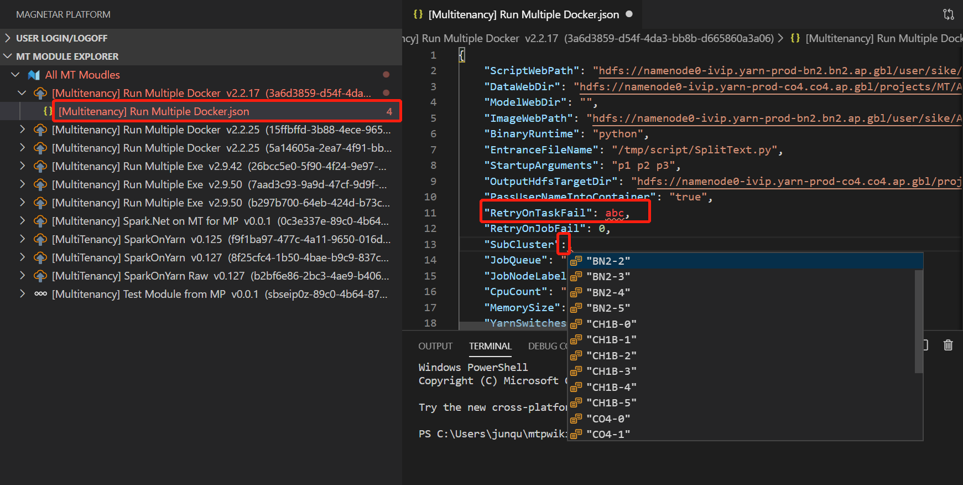 MAGNETAR PLATFORM
USER LOGIN/LOGOFF
MT MODULE EXPLORER
All MT Moudles
[Multitenancy] Run Multiple Docker v2.2.17 (3a6d3859-d54f-4da...
{} [Multitenancy] Run Multiple Docker.json 4
[Multitenancy] Run Multiple Docker v2.2.25 (15ffbffd-3b88-4ece-965...
[Multitenancy] Run Multiple Docker v2.2.25 (5a14605a-2ea7-4f91-bb...
[Multitenancy] Run Multiple Exe v2.9.42 (26bcc5e0-5f90-4f24-9e97-...
[Multitenancy] Run Multiple Exe v2.9.50 (7aad3c93-9a9d-47cf-9d9f-...
[Multitenancy] Run Multiple Exe v2.9.50 (b297b700-64eb-424d-b73c...
[Multitenancy] Spark.Net on MT for MP v0.0.1 (0c3e337e-89c0-4b64...
[MultiTenancy] SparkOnYarn v0.125 (f9f1ba97-477c-4a11-9650-016d...
[MultiTenancy] SparkOnYarn v0.127 (8f25cfc4-1b50-4bae-b9c9-837c...
[MultiTenancy] SparkOnYarn Raw v0.127 (b2bf6e86-2bc3-4ae9-b406...
[Multitenancy] Test Module from MP v0.0.1 (sbseip0z-89c0-4b64-87...
{} [Multitenancy] Run Multiple Docker.json
ncy] Run Multiple Docker v2.2.17 (3a6d3859-d54f-4da3-bb8b-d665860a3a06) > {} [Multitenancy] Run Multiple Dock
1 {
2 "ScriptWebPath": "hdfs://namenode0-ivip.yarn-prod-bn2.bn2.ap.gbl/user/sike/
3 "DataWebDir": "hdfs://namenode0-ivip.yarn-prod-co4.co4.ap.gbl/projects/MT/A
4 "ModelWebDir": "",
5 "ImageWebPath": "hdfs://namenode0-ivip.yarn-prod-bn2.bn2.ap.gbl/user/sike/A
6 "BinaryRuntime": "python",
7 "EntranceFileName": "/tmp/script/SplitText.py",
8 "StartupArguments": "p1 p2 p3",
9 "OutputHdfsTargetDir": "hdfs://namenode0-ivip.yarn-prod-co4.co4.ap.gbl/proj
10 "PassUserNameIntoContainer": "true",
11 "RetryOnTaskFail": abc,
12 "RetryOnJobFail": 0,
13 "SubCluster":
14 "JobQueue": "
15 "JobNodeLabel
16 "CpuCount": "
17 "MemorySize":
18 "YarnSwitches
"BN2-2"
"BN2-3"
"BN2-4"
"BN2-5"
"CH1B-0"
"CH1B-1"
"CH1B-2"
"CH1B-3"
"CH1B-4"
"CH1B-5"
"CO4-0"
"CO4-1"
OUTPUT TERMINAL DEBUG CO
Windows PowerShell
Copyright (C) Microsoft
Try the new cross-platfo
PS C:\Users\junqu\mtpwik